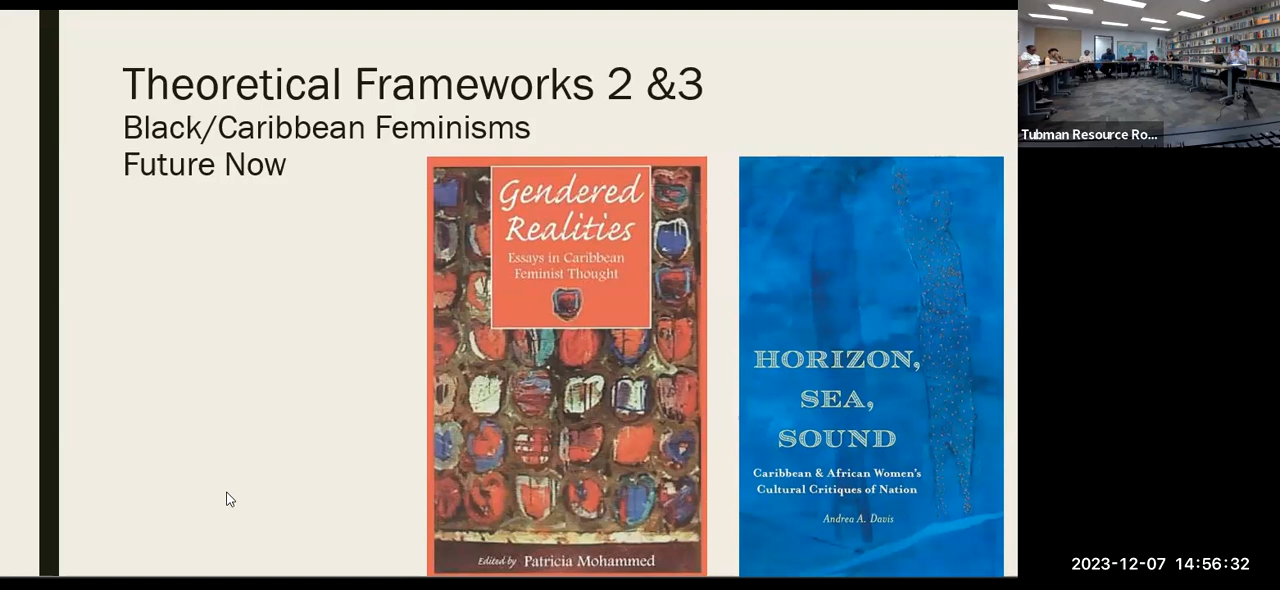 Theoretical Frameworks 2 &3
Black/Caribbean Feminisms
Future Now
Gendered
Realities
Essays in Caribbean
Feminist Thought
Edited by Patricia Mohammed
HORIZON,
SEA,
SOUND
Caribbean & African Women's
Cultural Critiques of Nation
Andrea A. Davis
Tubman Resource Ro...
2023-12-07 14:56:32